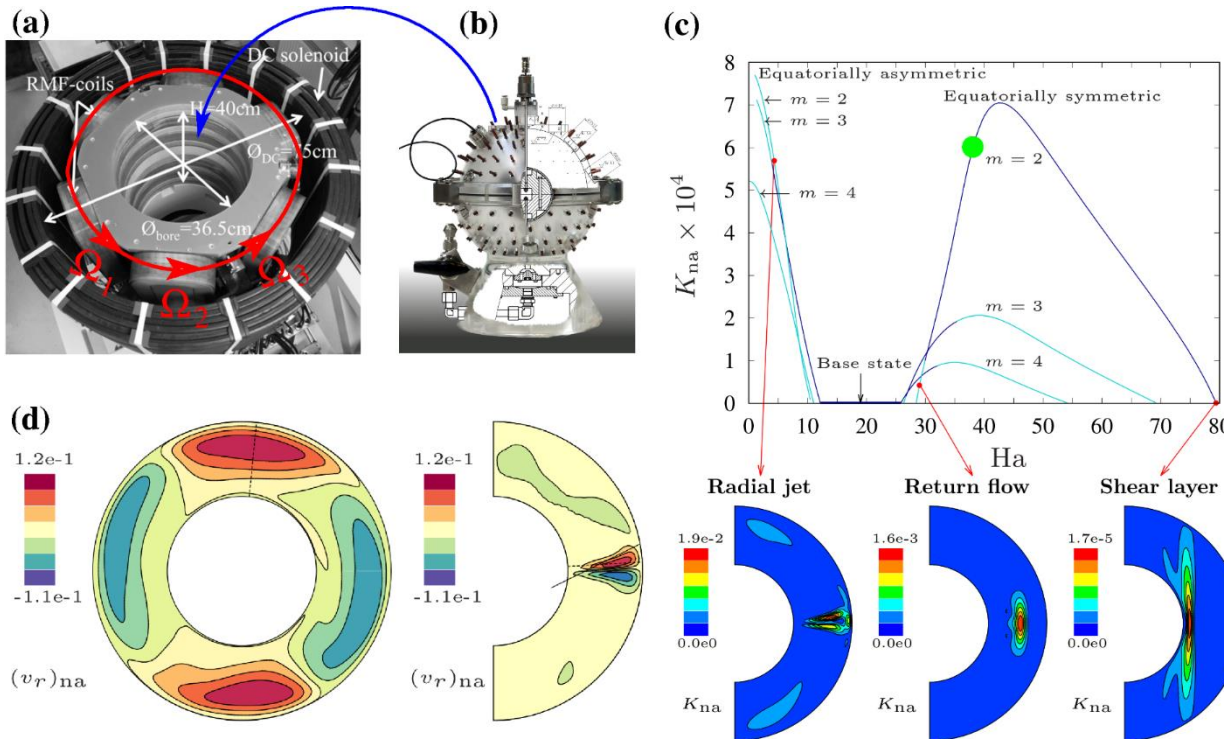 (a)
DC solenoid
RMF-coils
H=40cm
Ø_DC=75cm
Ø_bore=36.5cm
Ω₁
Ω₂
Ω₃
(b)
(c)
K_na × 10⁴
8
7
6
5
4
3
2
1
0
Equatorially asymmetric
← m = 2
← m = 3
← m = 4
Equatorially symmetric
m = 2
m = 3
m = 4
Base state
0 10 20 30 40 50 60 70 80
Ha
Radial jet
1.9e-2
0.0e0
K_na
Return flow
1.6e-3
0.0e0
K_na
Shear layer
1.7e-5
0.0e0
K_na
(d)
1.2e-1
-1.1e-1
(v_r)_na
1.2e-1
-1.1e-1
(v_r)_na